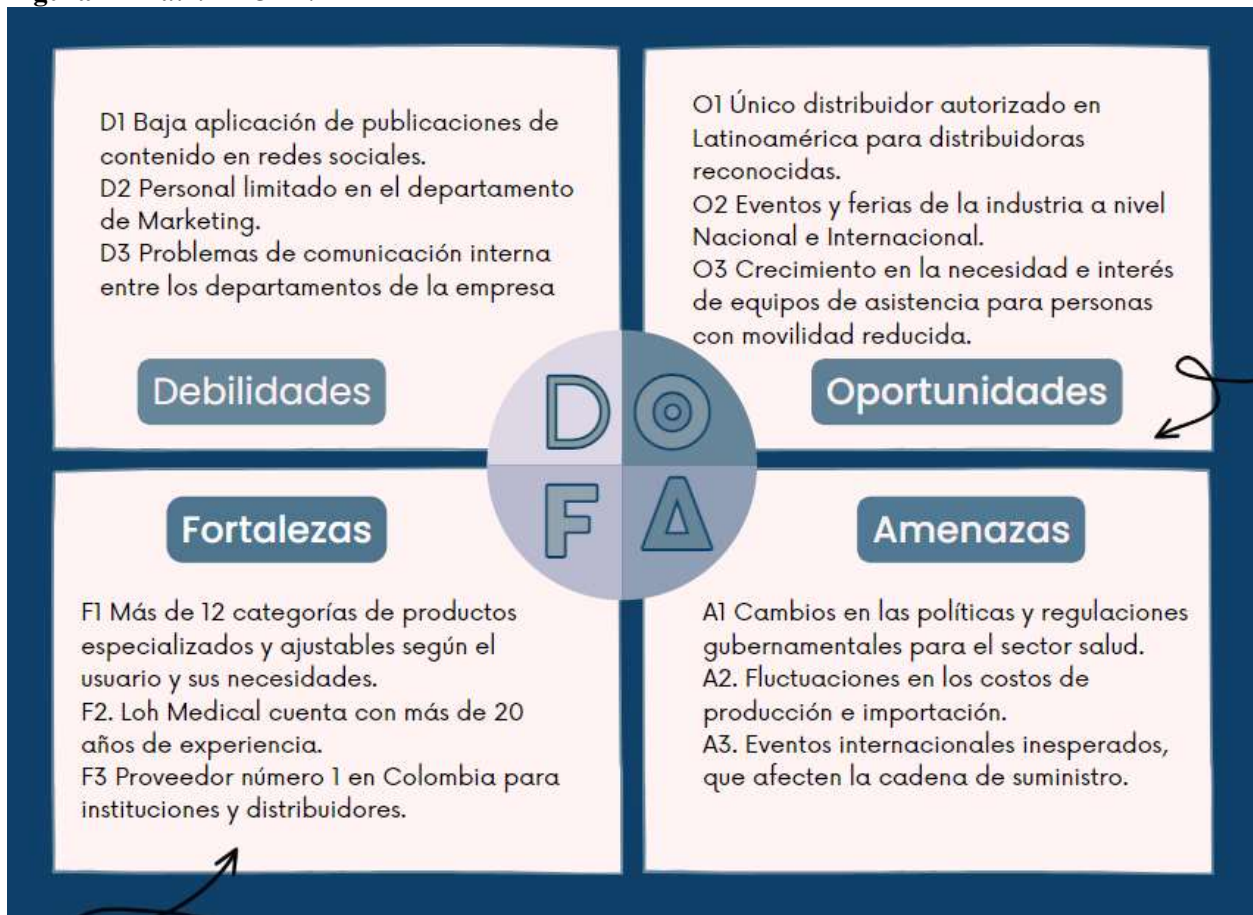 D1 Baja aplicación de publicaciones de
contenido en redes sociales.
D2 Personal limitado en el departamento
de Marketing.
D3 Problemas de comunicación interna
entre los departamentos de la empresa
Debilidades
O1 Único distribuidor autorizado en
Latinoamérica para distribuidoras
reconocidas.
O2 Eventos y ferias de la industria a nivel
Nacional e Internacional.
O3 Crecimiento en la necesidad e interés
de equipos de asistencia para personas
con movilidad reducida.
Oportunidades
D O
F A
Fortalezas
F1 Más de 12 categorías de productos
especializados y ajustables según el
usuario y sus necesidades.
F2. Loh Medical cuenta con más de 20
años de experiencia.
F3 Proveedor número 1 en Colombia para
instituciones y distribuidores.
Amenazas
A1 Cambios en las políticas y regulaciones
gubernamentales para el sector salud.
A2. Fluctuaciones en los costos de
producción e importación.
A3. Eventos internacionales inesperados,
que afecten la cadena de suministro.